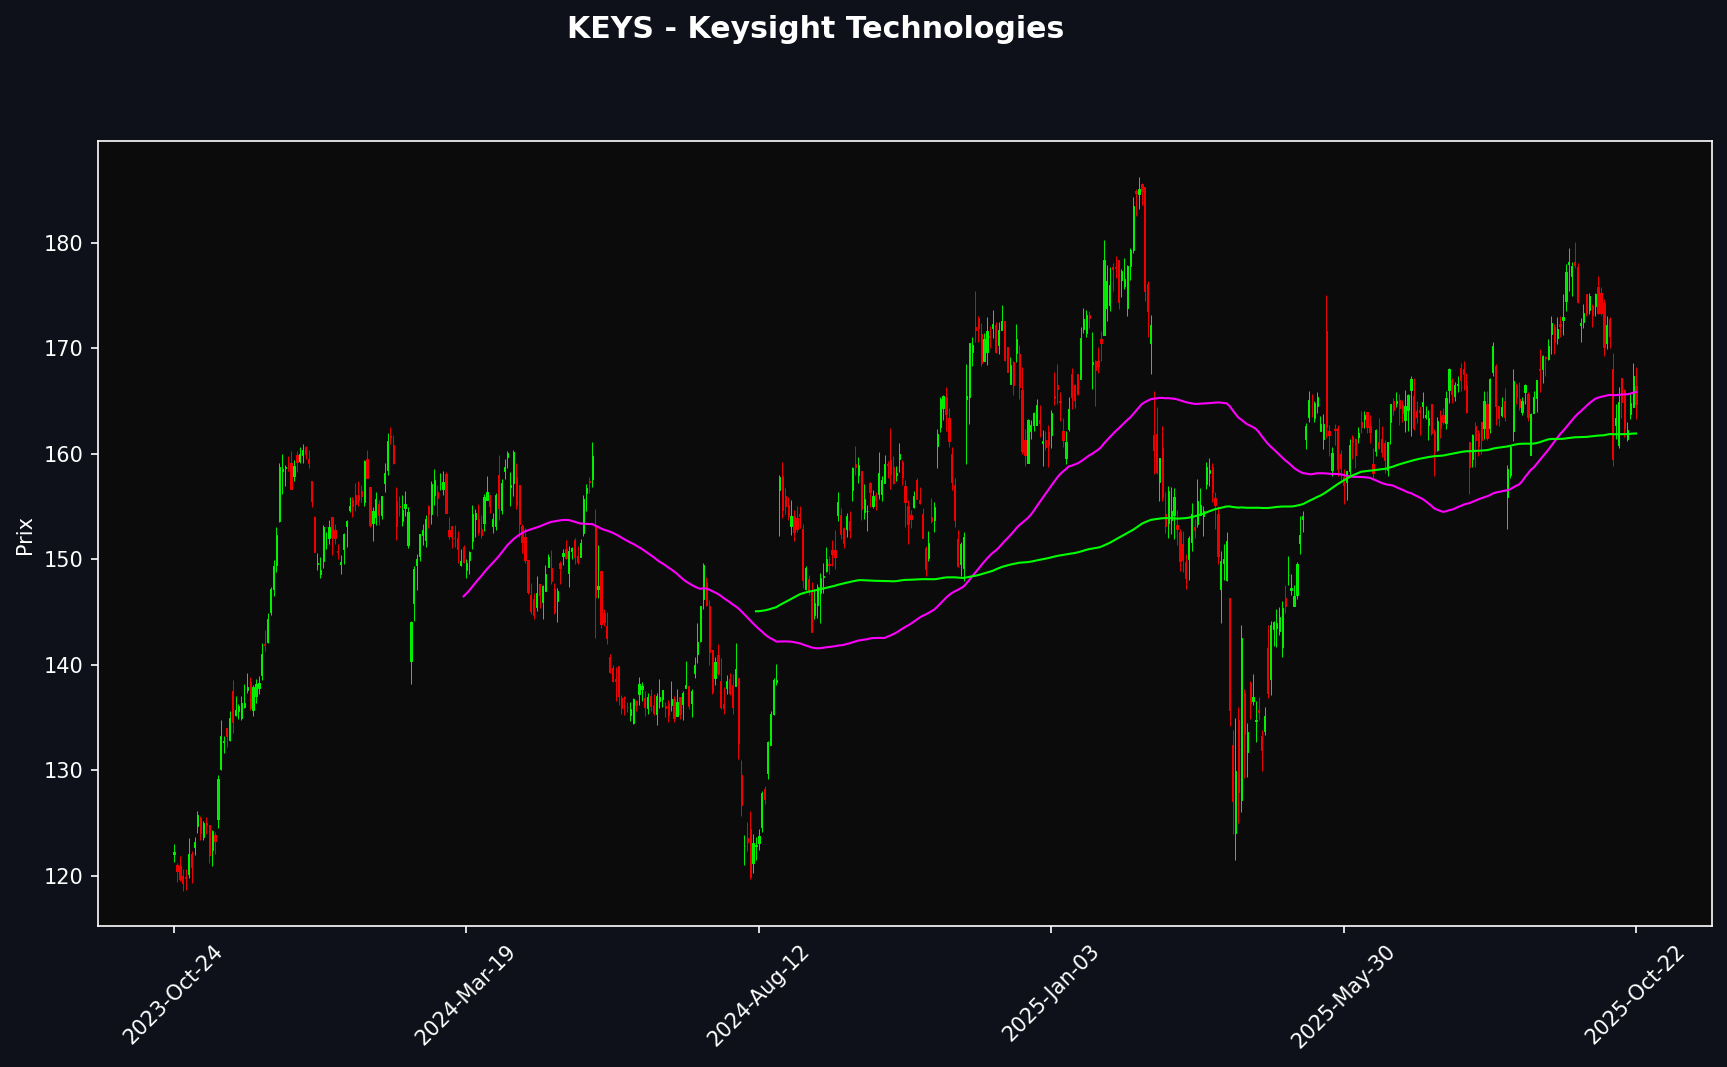 KEYS - Keysight Technologies
Prix
180
170
160
150
140
130
120
2023-Oct-24
2024-Mar-19
2024-Aug-12
2025-Jan-03
2025-May-30
2025-Oct-22